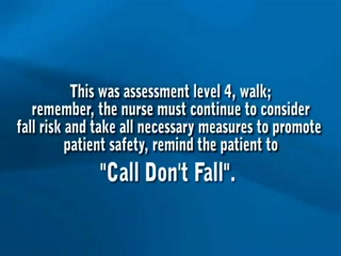 This was assessment level 4, walk;
remember, the nurse must continue to consider
fall risk and take all necessary measures to promote
patient safety, remind the patient to
"Call Don't Fall".